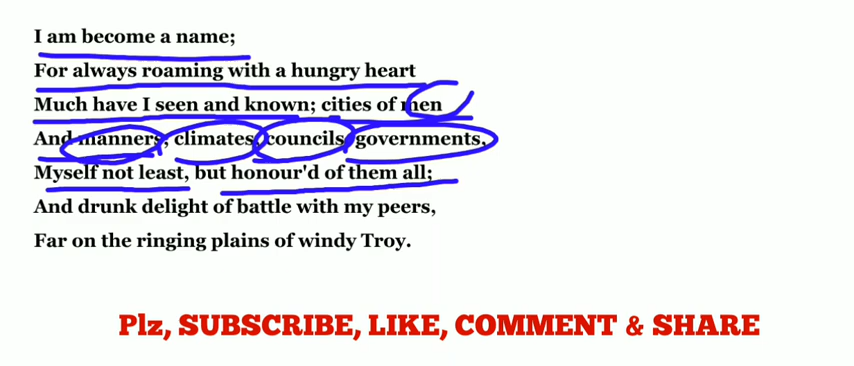 I am become a name;
For always roaming with a hungry heart
Much have I seen and known; cities of men
And manners, climates, councils, governments,
Myself not least, but honour'd of them all;
And drunk delight of battle with my peers,
Far on the ringing plains of windy Troy.
Plz, SUBSCRIBE, LIKE, COMMENT & SHARE